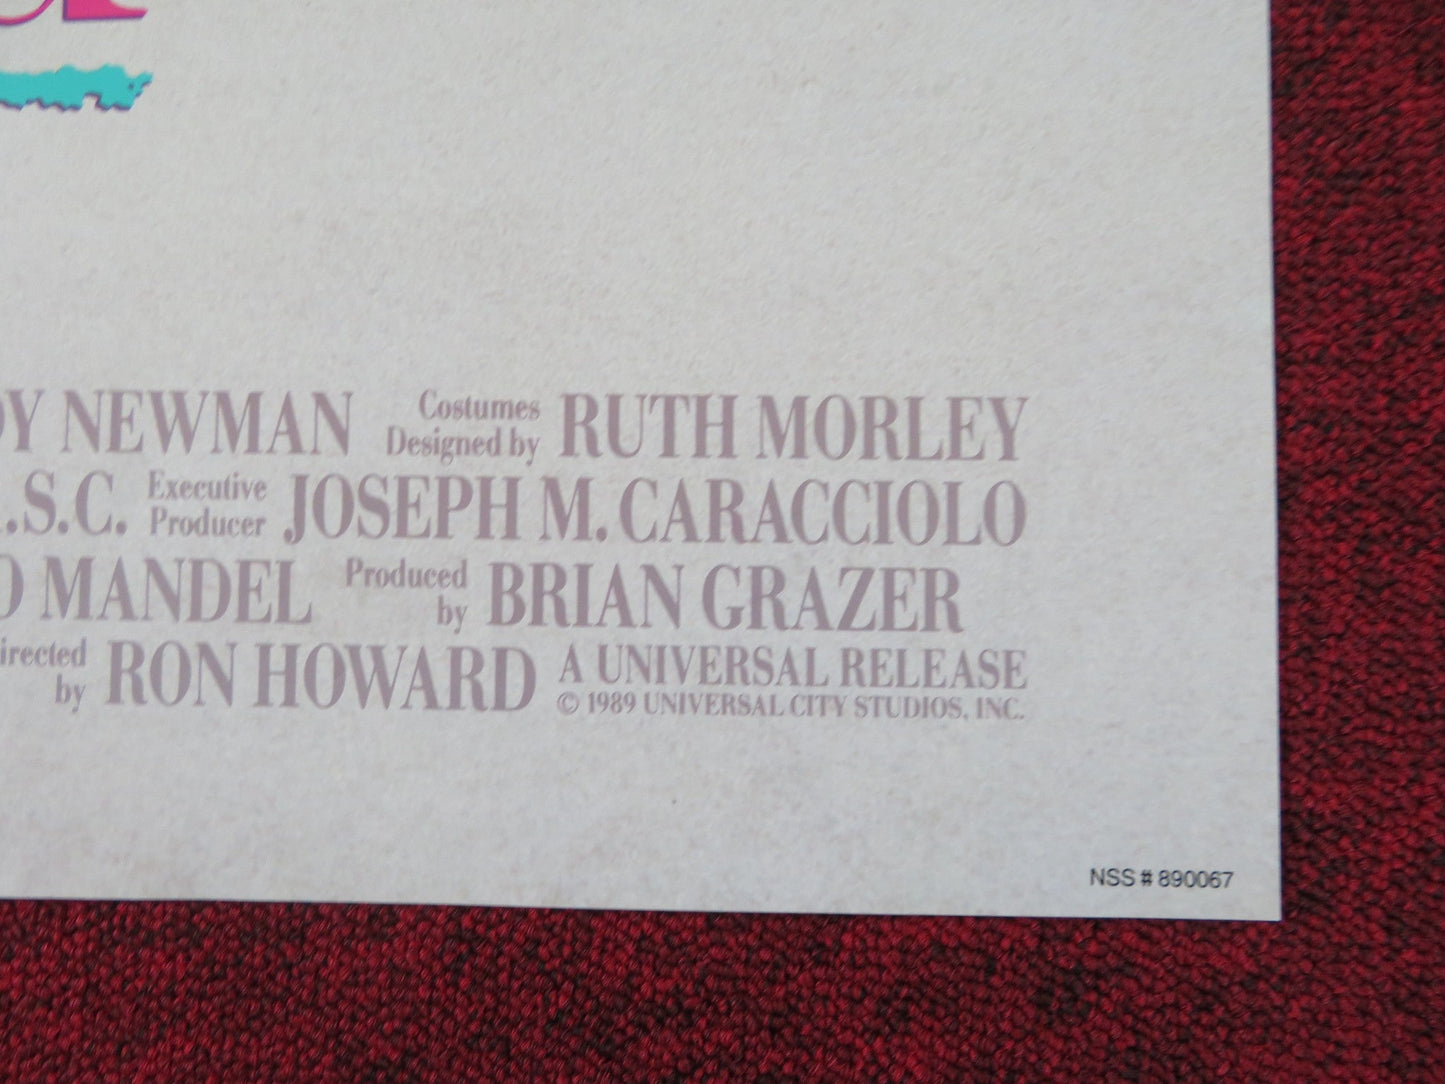 NEWMAN Costumes Designed by RUTH MORLEY
.S.C. Executive Producer JOSEPH M. CARACCIOLO
MANDEL Produced by BRIAN GRAZER
irected by RON HOWARD A UNIVERSAL RELEASE
© 1989 UNIVERSAL CITY STUDIOS, INC.
NSS # 890067